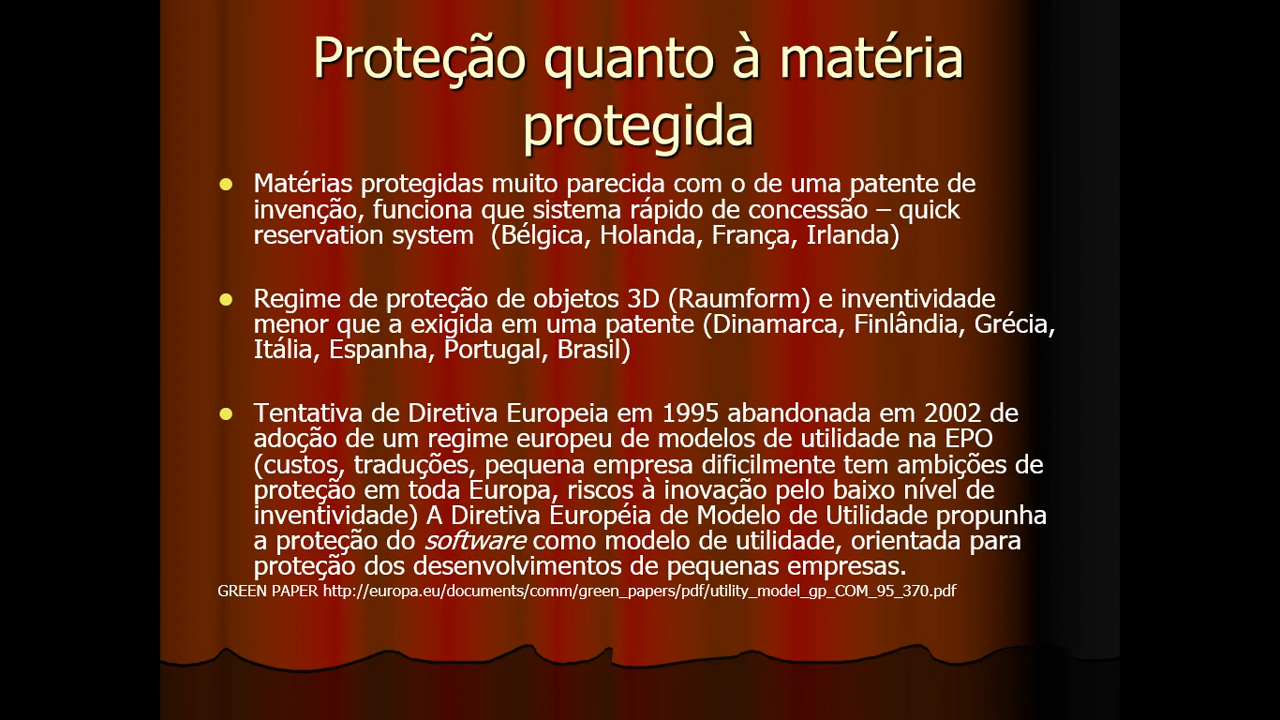 Proteção quanto à matéria
protegida
Matérias protegidas muito parecida com o de uma patente de
invenção, funciona que sistema rápido de concessão – quick
reservation system (Bélgica, Holanda, França, Irlanda)
Regime de proteção de objetos 3D (Raumform) e inventividade
menor que a exigida em uma patente (Dinamarca, Finlândia, Grécia,
Itália, Espanha, Portugal, Brasil)
Tentativa de Diretiva Europeia em 1995 abandonada em 2002 de
adoção de um regime europeu de modelos de utilidade na EPO
(custos, traduções, pequena empresa dificilmente tem ambições de
proteção em toda Europa, riscos à inovação pelo baixo nível de
inventividade) A Diretiva Européia de Modelo de Utilidade propunha
a proteção do software como modelo de utilidade, orientada para
proteção dos desenvolvimentos de pequenas empresas.
GREEN PAPER http://europa.eu/documents/comm/green_papers/pdf/utility_model_gp_COM_95_370.pdf